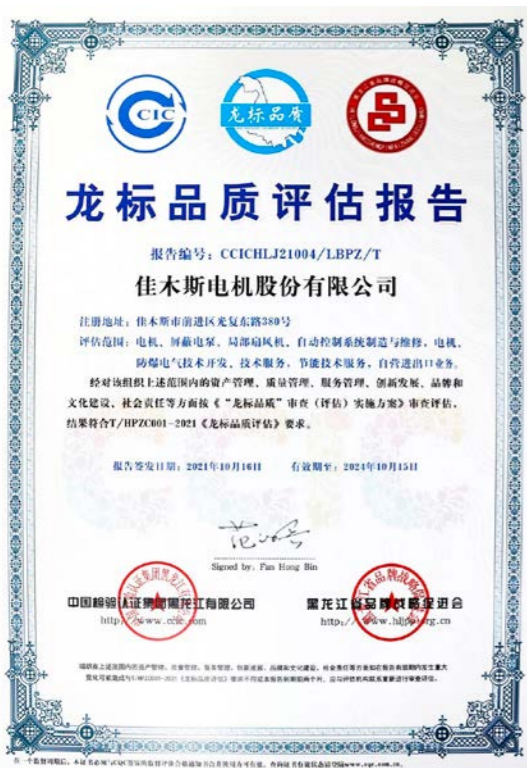 CCIC
龙标品质
龙标品质评估报告
报告编号：CCICHLJ21004/LBPZ/T
佳木斯电机股份有限公司
注册地址：佳木斯市前进区光复东路380号
评估范围：电机、屏蔽电泵、局部扇风机、自动控制系统制造与维修，电机、
防爆电气技术开发、技术服务，节能技术服务，自营进出口业务。
经对该组织上述范围内的资产管理、质量管理、服务管理、创新发展、品牌和
文化建设、社会责任等方面按《“龙标品质”审查（评估）实施方案》审查评估，
结果符合T/HPZC001-2021《龙标品质评估》要求。
报告签发日期：2021年10月16日 有效期至：2024年10月15日
Signed by: Fan Hong Bin
中国检验认证集团黑龙江有限公司 黑龙江省品牌战略促进会
http://www.ccic.com http://www.hljpp.org.cn